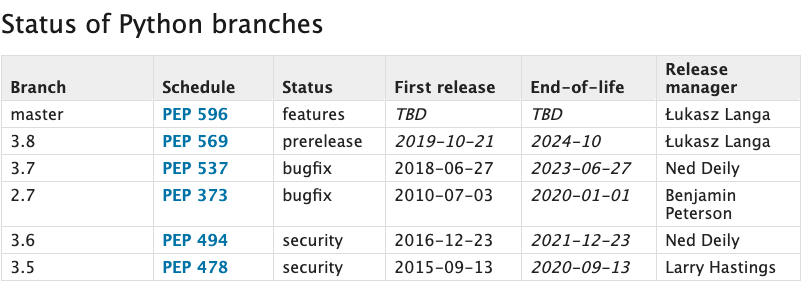 Status of Python branches
Branch Schedule Status First release End-of-life Release manager
master PEP 596 features TBD TBD Łukasz Langa
3.8 PEP 569 prerelease 2019-10-21 2024-10 Łukasz Langa
3.7 PEP 537 bugfix 2018-06-27 2023-06-27 Ned Deily
2.7 PEP 373 bugfix 2010-07-03 2020-01-01 Benjamin Peterson
3.6 PEP 494 security 2016-12-23 2021-12-23 Ned Deily
3.5 PEP 478 security 2015-09-13 2020-09-13 Larry Hastings